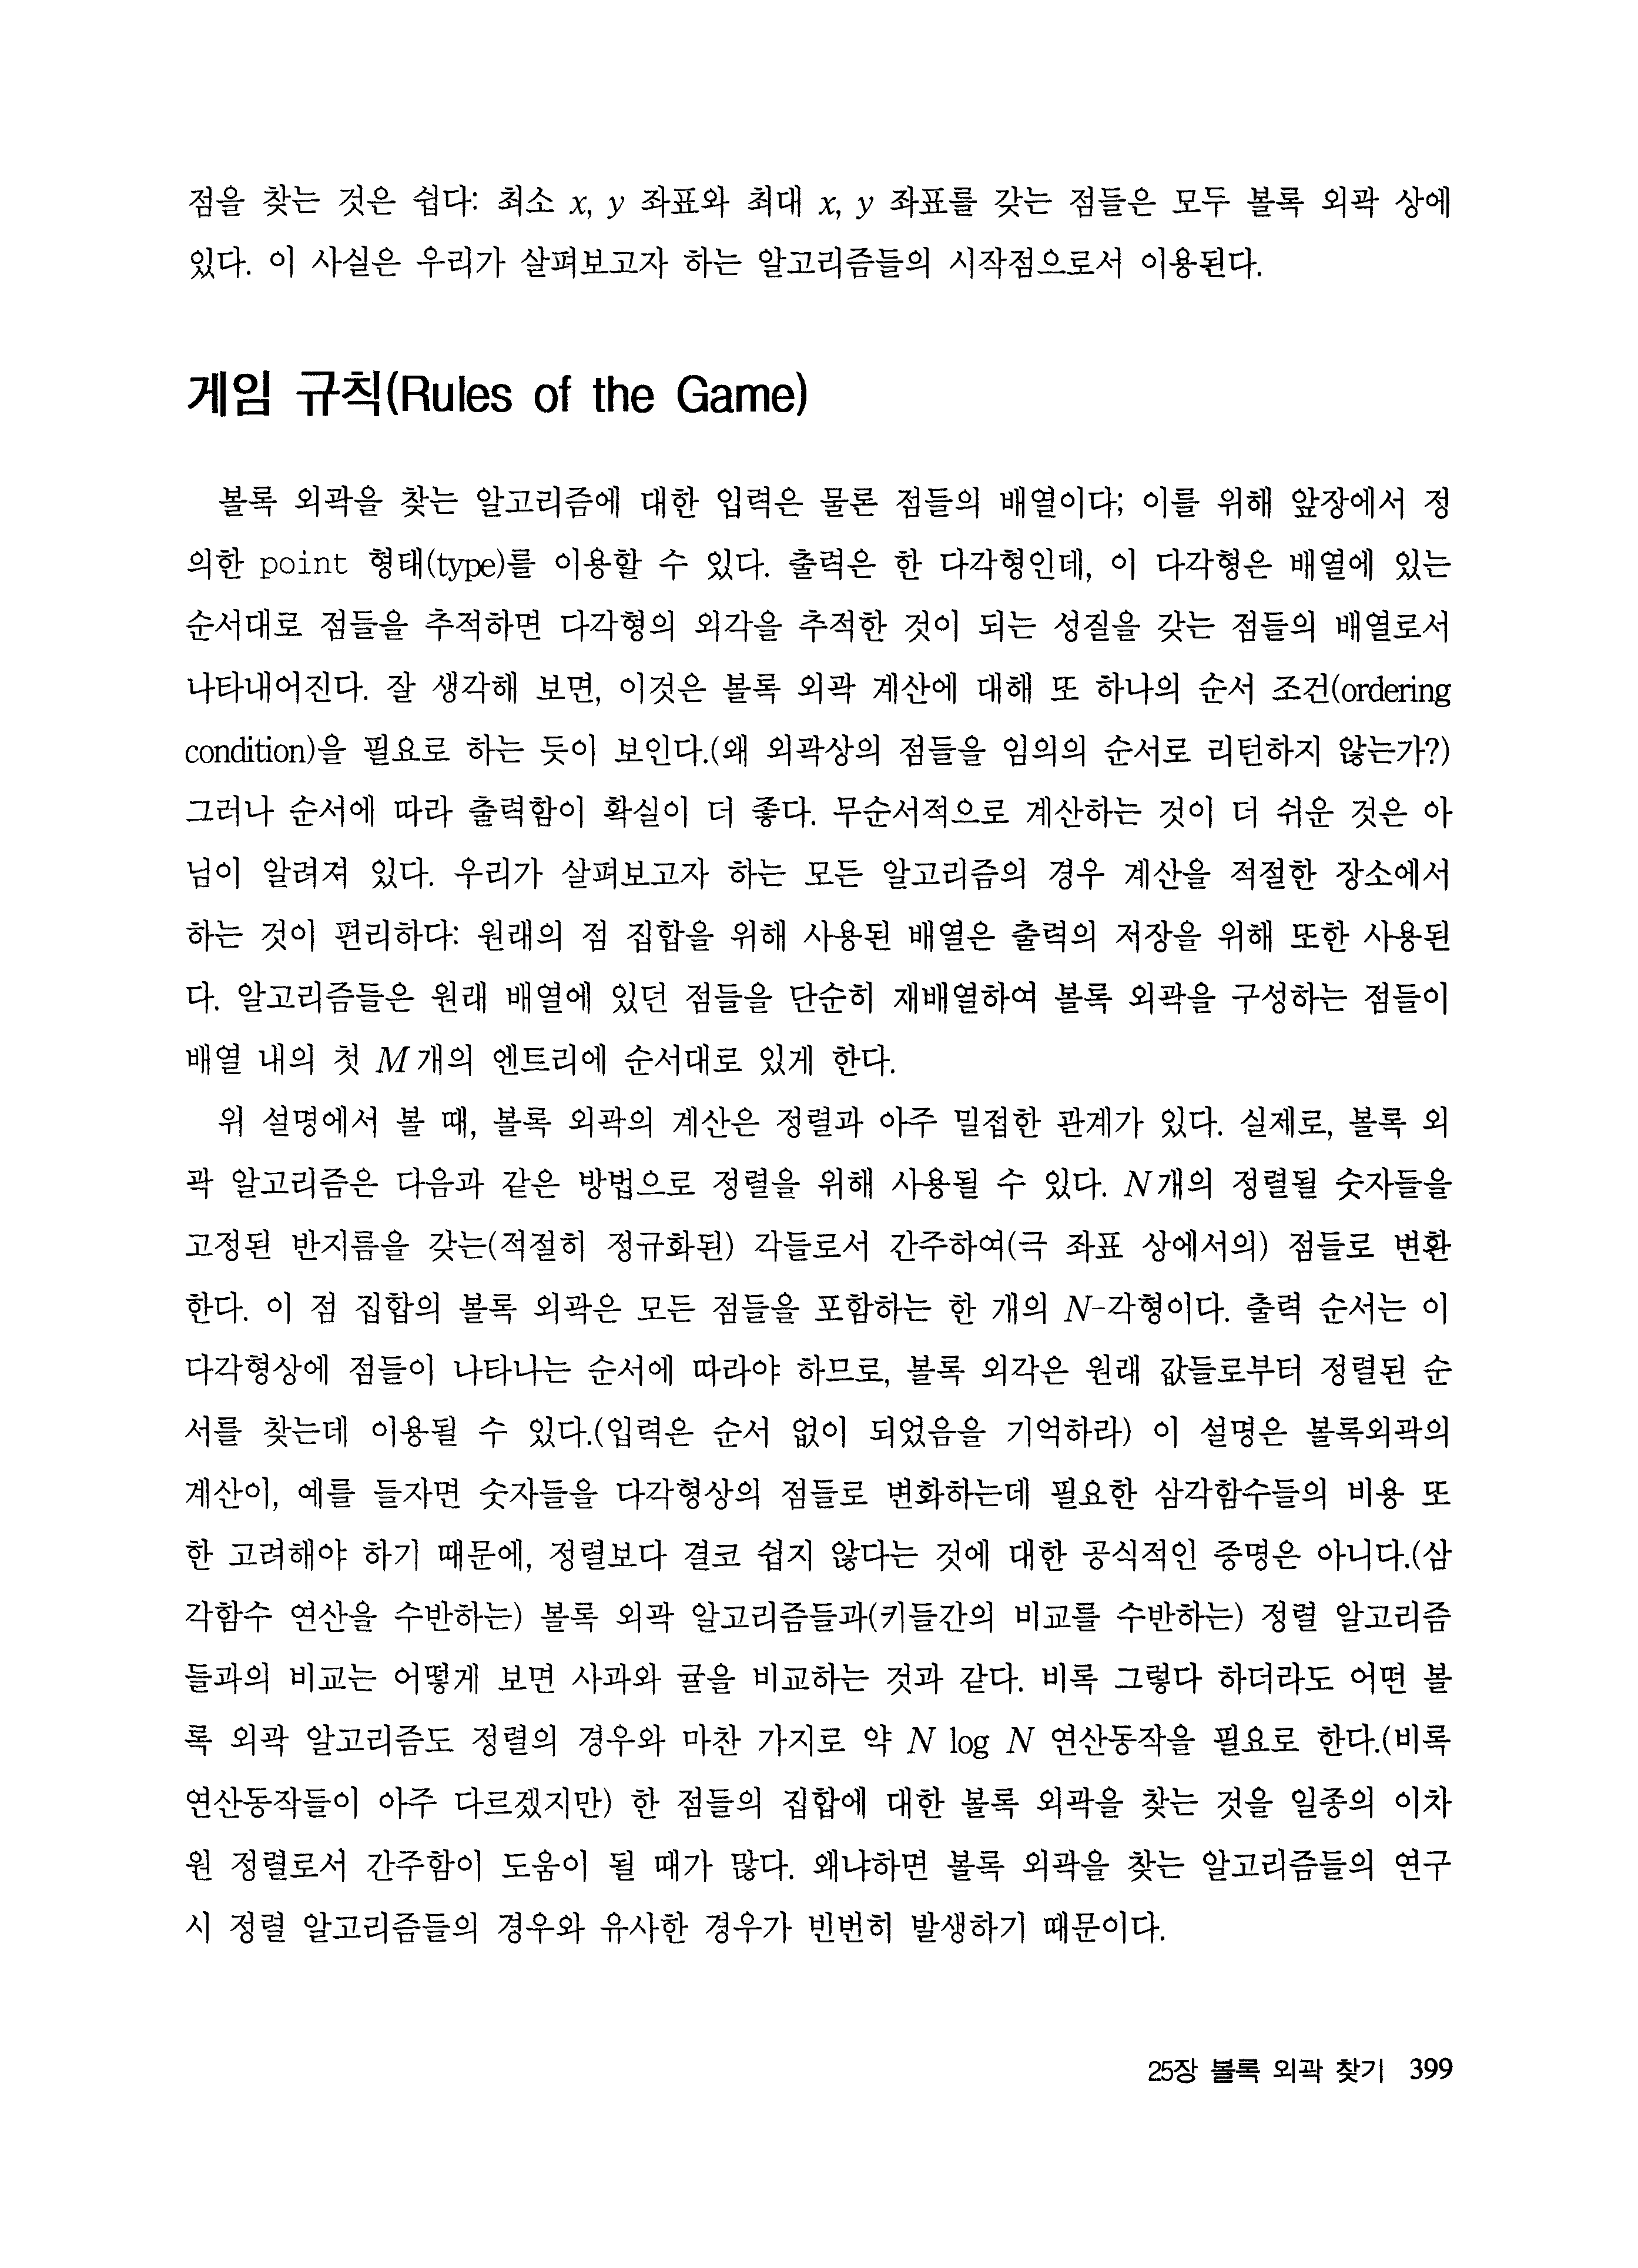 점을 찾는 것은 쉽다: 최소 x, y 좌표와 최대 x, y 좌표를 갖는 점들은 모두 볼록 외곽 상에
있다. 이 사실은 우리가 살펴보고자 하는 알고리즘들의 시작점으로서 이용된다.
게임 규칙(Rules of the Game)
볼록 외곽을 찾는 알고리즘에 대한 입력은 물론 점들의 배열이다; 이를 위해 앞장에서 정
의한 point 형태(type)를 이용할 수 있다. 출력은 한 다각형인데, 이 다각형은 배열에 있는
순서대로 점들을 추적하면 다각형의 외각을 추적한 것이 되는 성질을 갖는 점들의 배열로서
나타내어진다. 잘 생각해 보면, 이것은 볼록 외곽 계산에 대해 또 하나의 순서 조건(ordering
condition)을 필요로 하는 듯이 보인다.(왜 외곽상의 점들을 임의의 순서로 리턴하지 않는가?)
그러나 순서에 따라 출력함이 확실이 더 좋다. 무순서적으로 계산하는 것이 더 쉬운 것은 아
님이 알려져 있다. 우리가 살펴보고자 하는 모든 알고리즘의 경우 계산을 적절한 장소에서
하는 것이 편리하다: 원래의 점 집합을 위해 사용된 배열은 출력의 저장을 위해 또한 사용된
다. 알고리즘들은 원래 배열에 있던 점들을 단순히 재배열하여 볼록 외곽을 구성하는 점들이
배열 내의 첫 M개의 엔트리에 순서대로 있게 한다.
위 설명에서 볼 때, 볼록 외곽의 계산은 정렬과 아주 밀접한 관계가 있다. 실제로, 볼록 외
곽 알고리즘은 다음과 같은 방법으로 정렬을 위해 사용될 수 있다. N개의 정렬될 숫자들을
고정된 반지름을 갖는(적절히 정규화된) 각들로서 간주하여(극 좌표 상에서의) 점들로 변환
한다. 이 점 집합의 볼록 외곽은 모든 점들을 포함하는 한 개의 N-각형이다. 출력 순서는 이
다각형상에 점들이 나타나는 순서에 따라야 하므로, 볼록 외각은 원래 값들로부터 정렬된 순
서를 찾는데 이용될 수 있다.(입력은 순서 없이 되었음을 기억하라) 이 설명은 볼록외곽의
계산이, 예를 들자면 숫자들을 다각형상의 점들로 변화하는데 필요한 삼각함수들의 비용 또
한 고려해야 하기 때문에, 정렬보다 결코 쉽지 않다는 것에 대한 공식적인 증명은 아니다.(삼
각함수 연산을 수반하는) 볼록 외곽 알고리즘들과(키들간의 비교를 수반하는) 정렬 알고리즘
들과의 비교는 어떻게 보면 사과와 귤을 비교하는 것과 같다. 비록 그렇다 하더라도 어떤 볼
록 외곽 알고리즘도 정렬의 경우와 마찬 가지로 약 N log N 연산동작을 필요로 한다.(비록
연산동작들이 아주 다르겠지만) 한 점들의 집합에 대한 볼록 외곽을 찾는 것을 일종의 이차
원 정렬로서 간주함이 도움이 될 때가 많다. 왜냐하면 볼록 외곽을 찾는 알고리즘들의 연구
시 정렬 알고리즘들의 경우와 유사한 경우가 빈번히 발생하기 때문이다.
25장 볼록 외곽 찾기 399